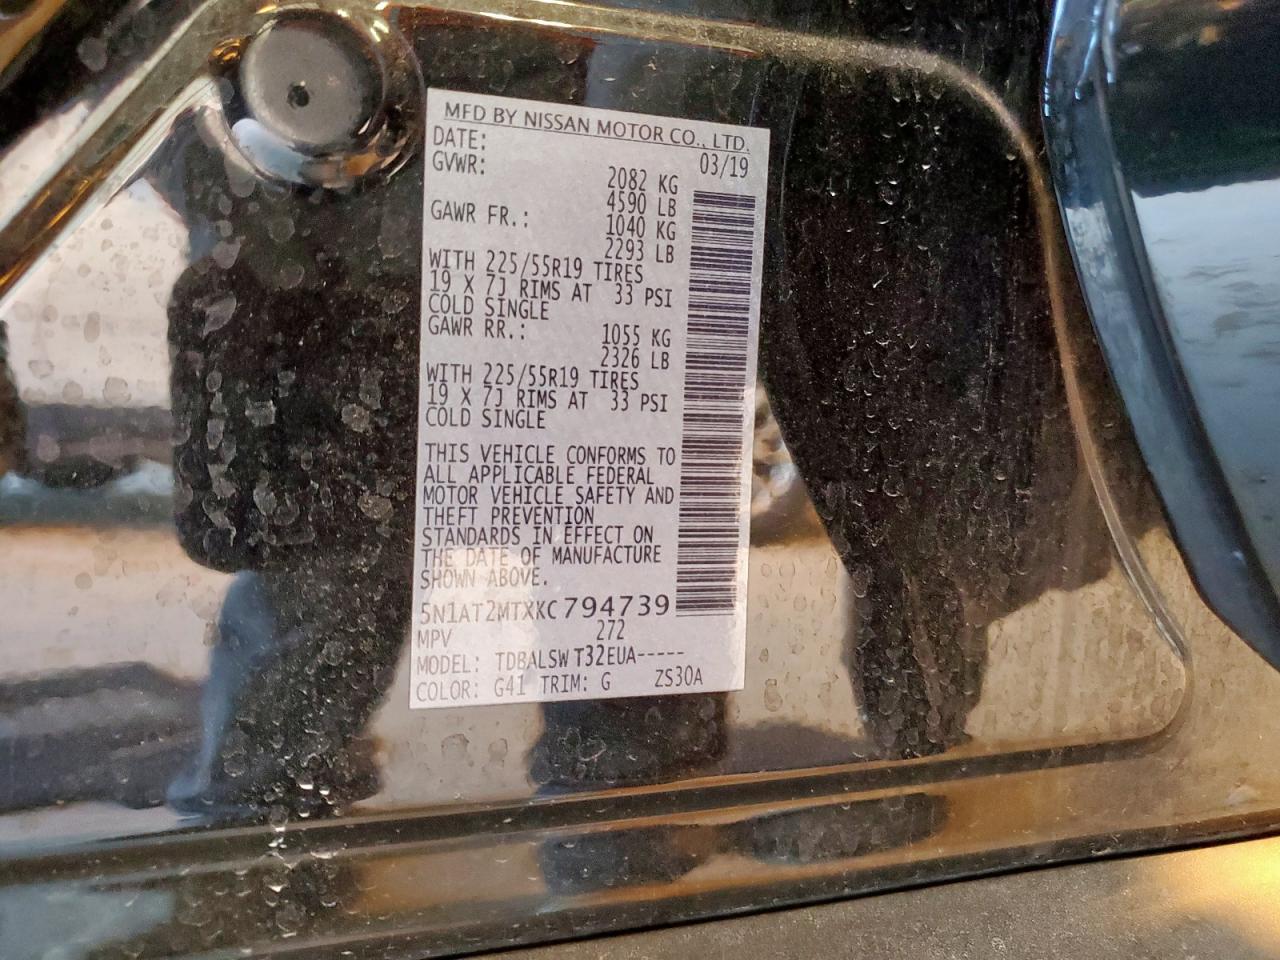 MFD BY NISSAN MOTOR CO., LTD.
DATE: 03/19
GVWR: 2082 KG
4590 LB
GAWR FR.: 1040 KG
2293 LB
WITH 225/55R19 TIRES
19 X 7J RIMS AT 33 PSI
COLD SINGLE
GAWR RR.: 1055 KG
2326 LB
WITH 225/55R19 TIRES
19 X 7J RIMS AT 33 PSI
COLD SINGLE
THIS VEHICLE CONFORMS TO
ALL APPLICABLE FEDERAL
MOTOR VEHICLE SAFETY AND
THEFT PREVENTION
STANDARDS IN EFFECT ON
THE DATE OF MANUFACTURE
SHOWN ABOVE.
5N1AT2MTXKC794739
MPV 272
MODEL: TDBALSW T32EUA-----
COLOR: G41 TRIM: G ZS30A